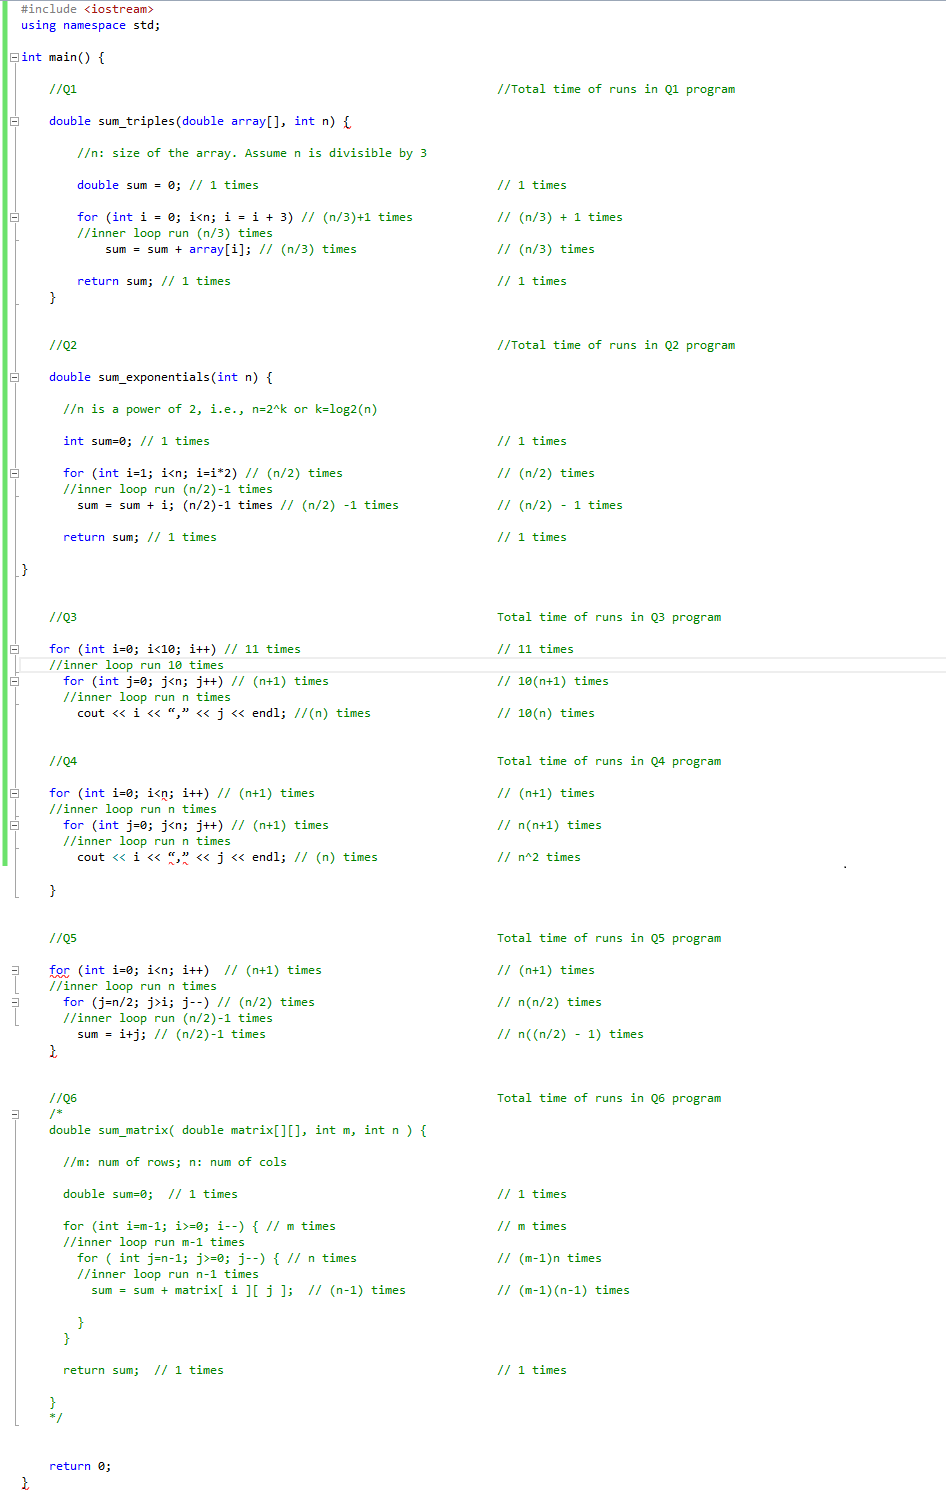 #include <iostream>
using namespace std;
int main() {
//Q1 //Total time of runs in Q1 program
double sum_triples(double array[], int n) {
//n: size of the array. Assume n is divisible by 3
double sum = 0; // 1 times // 1 times
for (int i = 0; i<n; i = i + 3) // (n/3)+1 times // (n/3) + 1 times
//inner loop run (n/3) times
sum = sum + array[i]; // (n/3) times // (n/3) times
return sum; // 1 times // 1 times
}
//Q2 //Total time of runs in Q2 program
double sum_exponentials(int n) {
//n is a power of 2, i.e., n=2^k or k=log2(n)
int sum=0; // 1 times // 1 times
for (int i=1; i<n; i=i*2) // (n/2) times // (n/2) times
//inner loop run (n/2)-1 times
sum = sum + i; (n/2)-1 times // (n/2) -1 times // (n/2) - 1 times
return sum; // 1 times // 1 times
}
//Q3 Total time of runs in Q3 program
for (int i=0; i<10; i++) // 11 times // 11 times
//inner loop run 10 times
for (int j=0; j<n; j++) // (n+1) times // 10(n+1) times
//inner loop run n times
cout << i << “,” << j << endl; //(n) times // 10(n) times
//Q4 Total time of runs in Q4 program
for (int i=0; i<n; i++) // (n+1) times // (n+1) times
//inner loop run n times
for (int j=0; j<n; j++) // (n+1) times // n(n+1) times
//inner loop run n times
cout << i << “,” << j << endl; // (n) times // n^2 times
}
//Q5 Total time of runs in Q5 program
for (int i=0; i<n; i++) // (n+1) times // (n+1) times
//inner loop run n times
for (j=n/2; j>i; j--) // (n/2) times // n(n/2) times
//inner loop run (n/2)-1 times
sum = i+j; // (n/2)-1 times // n((n/2) - 1) times
}
//Q6 Total time of runs in Q6 program
/*
double sum_matrix( double matrix[][], int m, int n ) {
//m: num of rows; n: num of cols
double sum=0; // 1 times // 1 times
for (int i=m-1; i>=0; i--) { // m times // m times
//inner loop run m-1 times
for ( int j=n-1; j>=0; j--) { // n times // (m-1)n times
//inner loop run n-1 times
sum = sum + matrix[ i ][ j ]; // (n-1) times // (m-1)(n-1) times
}
}
return sum; // 1 times // 1 times
}
*/
return 0;
}